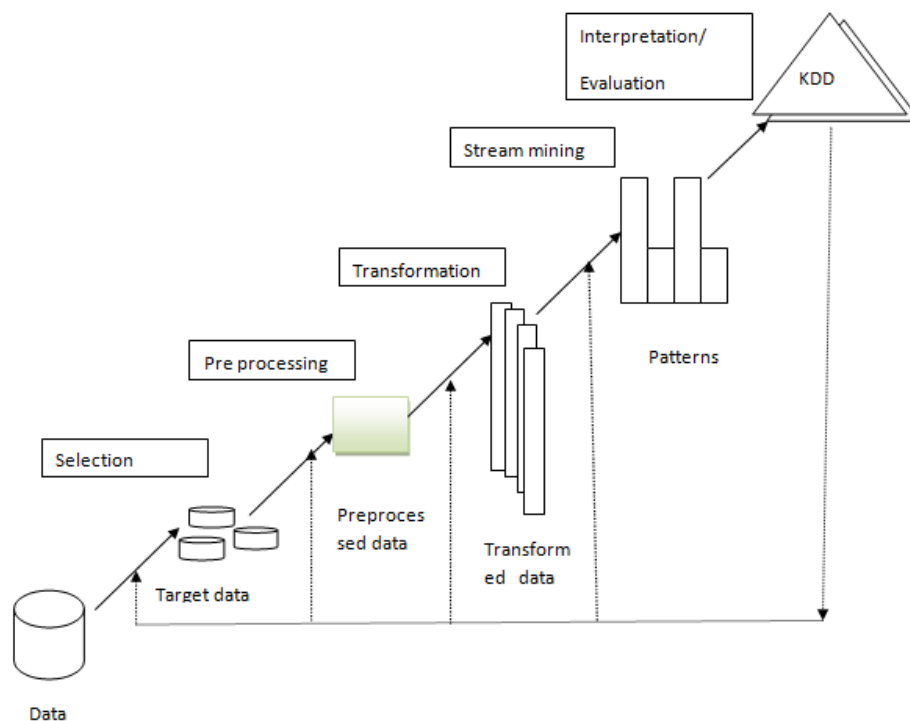 Interpretation/
Evaluation
KDD
Stream mining
Transformation
Patterns
Pre processing
Selection
Preproces
sed data
Transform
ed data
Target data
Data